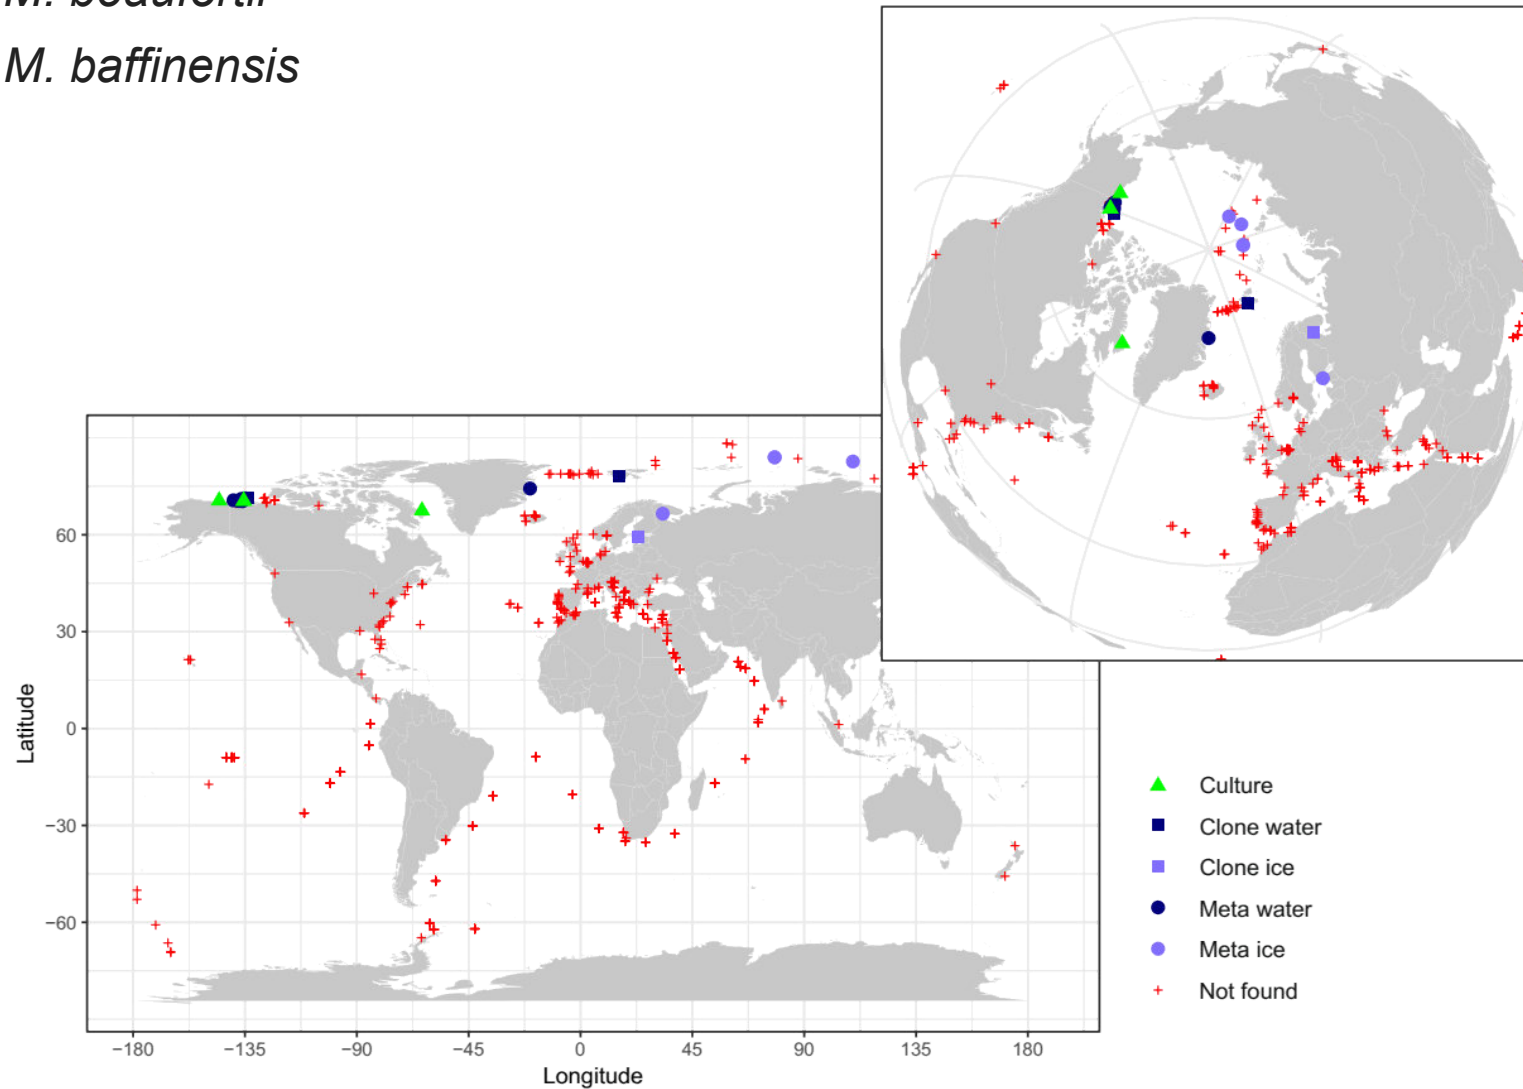 M. beaufortii
M. baffinensis
Latitude
60
30
0
−30
−60
−180
−135
−90
−45
0
45
90
135
180
Longitude
Culture
Clone water
Clone ice
Meta water
Meta ice
Not found